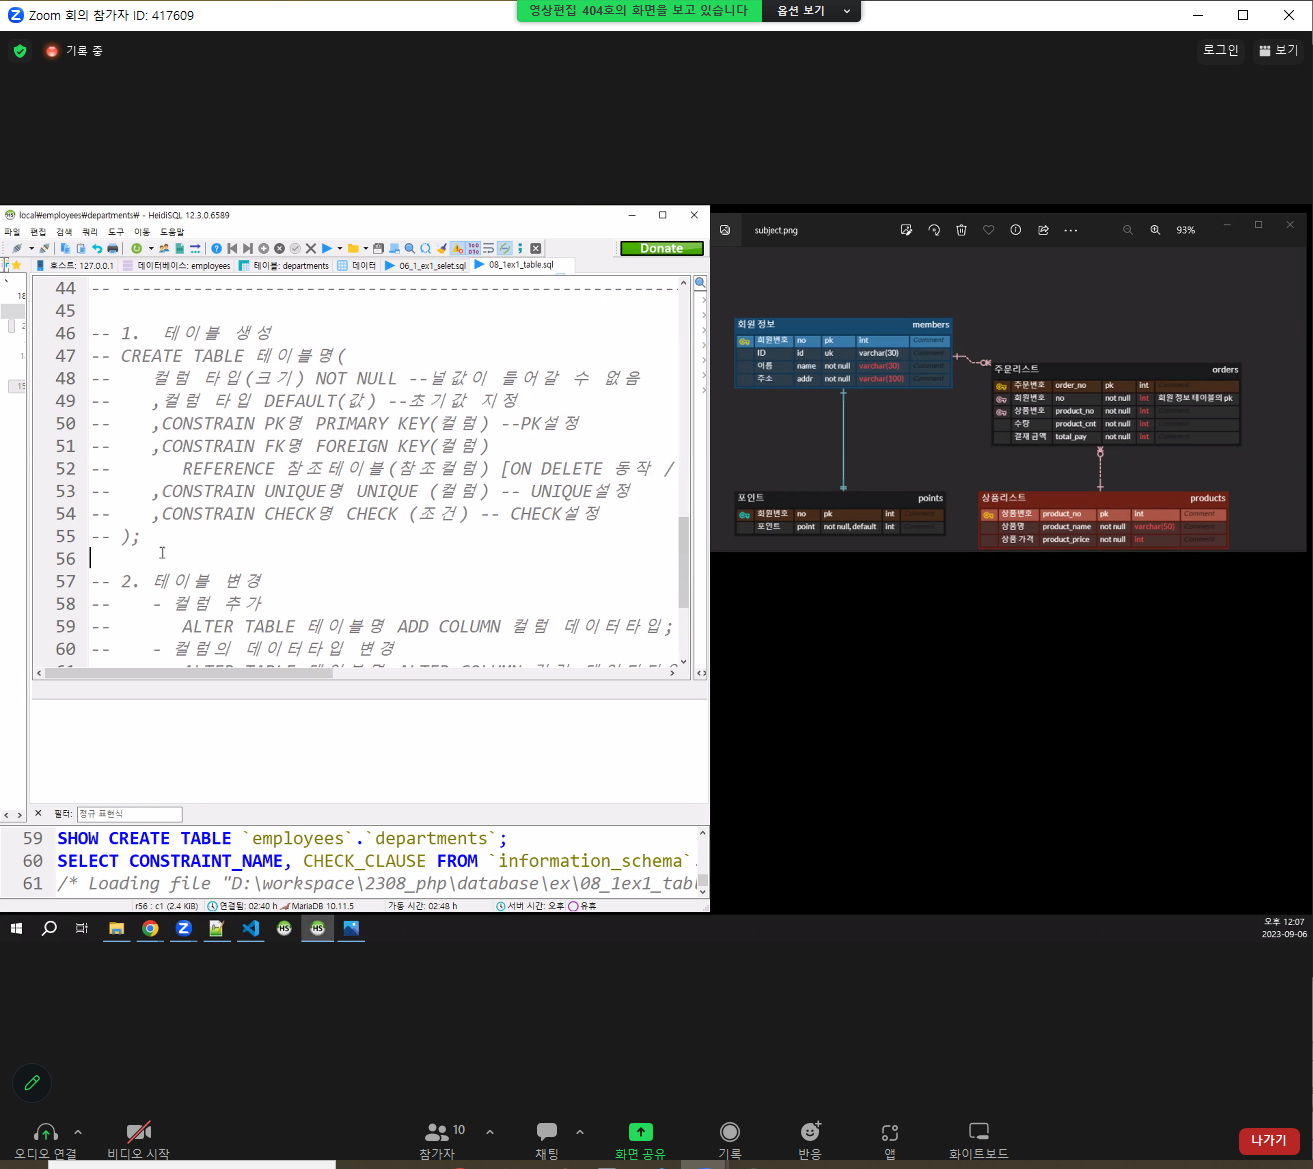 영상편집 404호의 화면을 보고 있습니다 옵션 보기
Zoom 회의 참가자 ID: 417609
기록 중
로그인 보기
local₩employees₩departments₩ - HeidiSQL 12.3.0.6589
파일 편집 검색 쿼리 도구 이동 도움말
Donate
호스트: 127.0.0.1 데이터베이스: employees 테이블: departments 데이터 06_1_ex1_selet.sql 08_1ex1_table.sql
44 -- ------------------------------------------------------
45
46 -- 1. 테이블 생성
47 -- CREATE TABLE 테이블명(
48 -- 컬럼 타입(크기) NOT NULL --널값이 들어갈 수 없음
49 -- ,컬럼 타입 DEFAULT(값) --초기값 지정
50 -- ,CONSTRAIN PK명 PRIMARY KEY(컬럼) --PK설정
51 -- ,CONSTRAIN FK명 FOREIGN KEY(컬럼)
52 -- REFERENCE 참조테이블(참조컬럼) [ON DELETE 동작 /
53 -- ,CONSTRAIN UNIQUE명 UNIQUE (컬럼) -- UNIQUE설정
54 -- ,CONSTRAIN CHECK명 CHECK (조건) -- CHECK설정
55 -- );
56
57 -- 2. 테이블 변경
58 -- - 컬럼 추가
59 -- ALTER TABLE 테이블명 ADD COLUMN 컬럼 데이터타입;
60 -- - 컬럼의 데이터타입 변경
필터: 정규 표현식
59 SHOW CREATE TABLE `employees`.`departments`;
60 SELECT CONSTRAINT_NAME, CHECK_CLAUSE FROM `information_schema`.
61 /* Loading file "D:\workspace\2308_php\database\ex\08_1ex1_tabl
r56 : c1 (2.4 KiB) 연결됨: 02:40 h MariaDB 10.11.5 가동 시간: 02:48 h 서버 시간: 오후 유휴
subject.png 93%
회원 정보 members
회원번호 no pk int Comment
ID id uk varchar(30) Comment
이름 name not null varchar(30) Comment
주소 addr not null varchar(100) Comment
주문리스트 orders
주문번호 order_no pk int Comment
회원번호 no not null int 회원 정보 테이블의 pk
상품번호 product_no not null int Comment
수량 product_cnt not null int Comment
결재 금액 total_pay not null int Comment
포인트 points
회원번호 no pk int Comment
포인트 point not null, default int Comment
상품리스트 products
상품번호 product_no pk int Comment
상품명 product_name not null varchar(50) Comment
상품 가격 product_price not null int Comment
오후 12:07
2023-09-06
오디오 연결 비디오 시작 참가자 10 채팅 화면 공유 기록 반응 앱 화이트보드 나가기